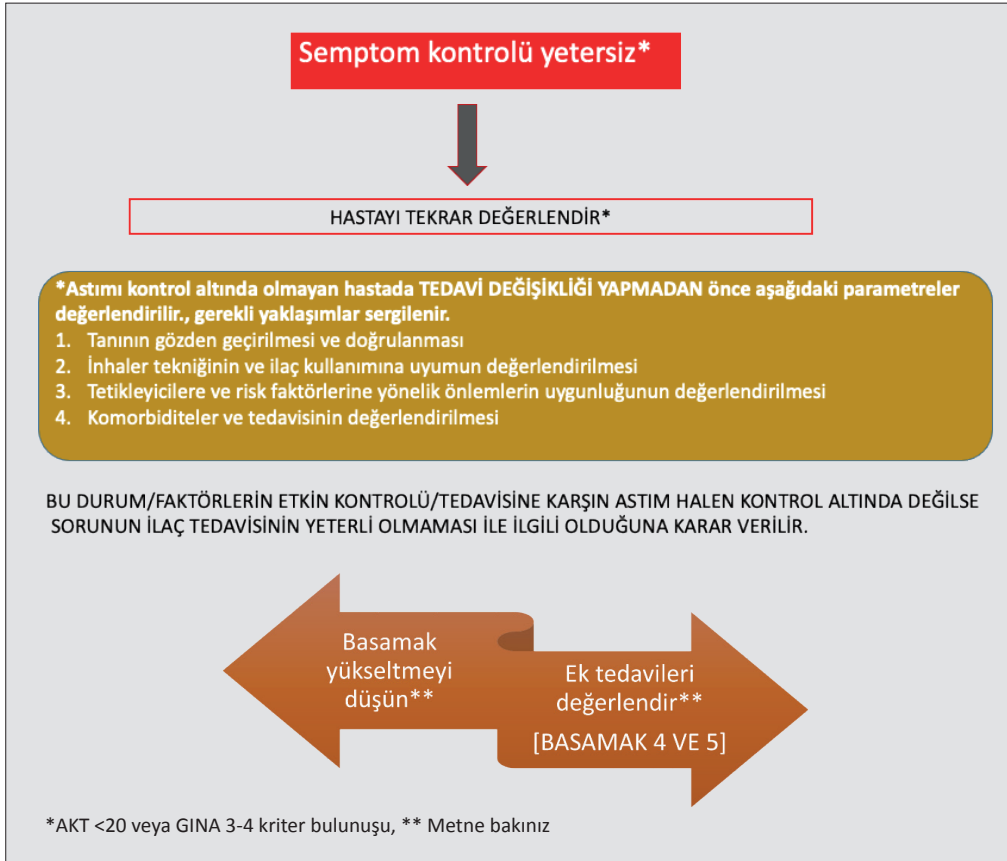 Semptom kontrolü yetersiz*
HASTAYI TEKRAR DEĞERLENDİR*
*Astımı kontrol altında olmayan hastada TEDAVİ DEĞİŞİKLİĞİ YAPMADAN önce aşağıdaki parametreler
değerlendirilir., gerekli yaklaşımlar sergilenir.
1. Tanının gözden geçirilmesi ve doğrulanması
2. İnhaler tekniğinin ve ilaç kullanımına uyumun değerlendirilmesi
3. Tetikleyicilere ve risk faktörlerine yönelik önlemlerin uygunluğunun değerlendirilmesi
4. Komorbiditeler ve tedavisinin değerlendirilmesi
BU DURUM/FAKTÖRLERİN ETKİN KONTROLÜ/TEDAVİSİNE KARŞIN ASTIM HALEN KONTROL ALTINDA DEĞİLSE
SORUNUN İLAÇ TEDAVİSİNİN YETERLİ OLMAMASI İLE İLGİLİ OLDUĞUNA KARAR VERİLİR.
Basamak
yükseltmeyi
düşün**
Ek tedavileri
değerlendir**
[BASAMAK 4 VE 5]
*AKT <20 veya GINA 3-4 kriter bulunuşu, ** Metne bakınız